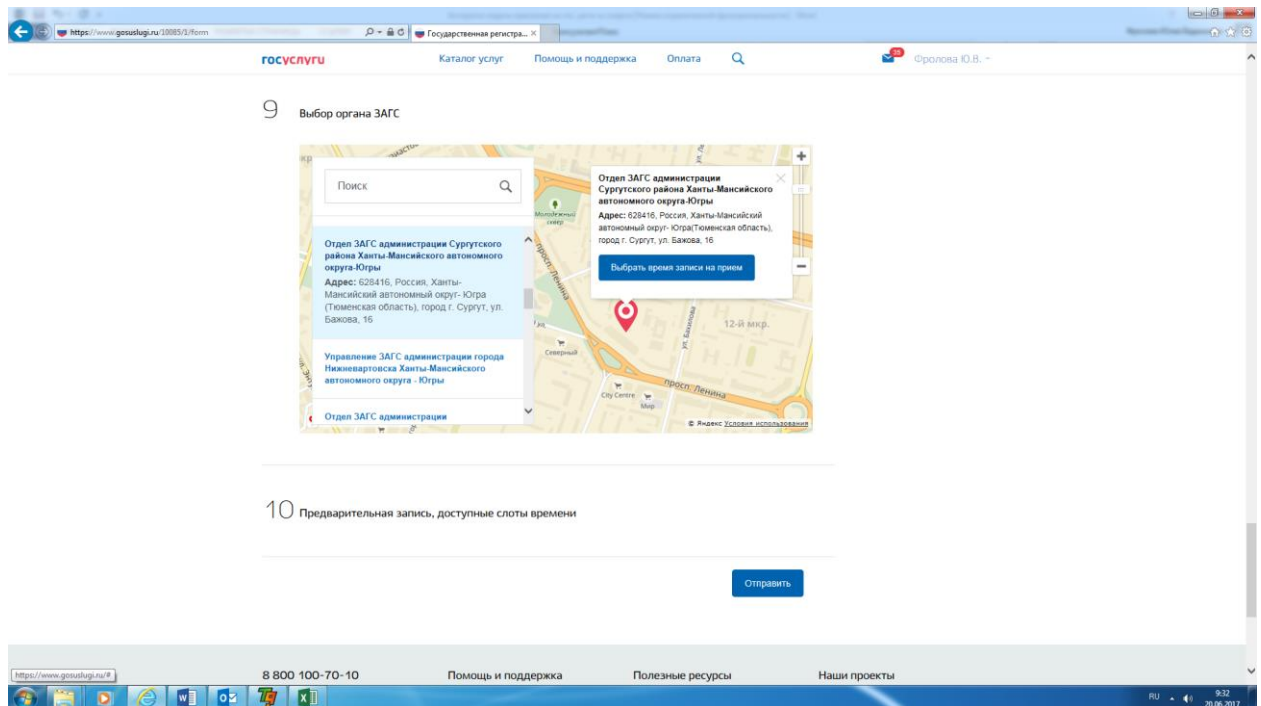 https://www.gosuslugi.ru/10085/1/form
Государственная регистра...
госуслуги
Каталог услуг
Помощь и поддержка
Оплата
Фролова Ю.В.
9 Выбор органа ЗАГС
Поиск
Отдел ЗАГС администрации Сургутского
района Ханты-Мансийского автономного
округа-Югры
Адрес: 628416, Россия, Ханты-
Мансийский автономный округ- Югра
(Тюменская область), город г. Сургут, ул.
Бажова, 16
Управление ЗАГС администрации города
Нижневартовска Ханты-Мансийского
автономного округа - Югры
Отдел ЗАГС администрации
Отдел ЗАГС администрации
Сургутского района Ханты-Мансийского
автономного округа-Югры
Адрес: 628416, Россия, Ханты-Мансийский
автономный округ- Югра(Тюменская область),
город г. Сургут, ул. Бажова, 16
Выбрать время записи на прием
Молодежный
сквер
просп. Ленина
ул. Бахилова
12-й мкр.
Северный
просп. Ленина
City Centre
Мир
© Яндекс Условия использования
10 Предварительная запись, доступные слоты времени
Отправить
https://www.gosuslugi.ru/#
8 800 100-70-10
Помощь и поддержка
Полезные ресурсы
Наши проекты
RU
9:32
20.06.2017